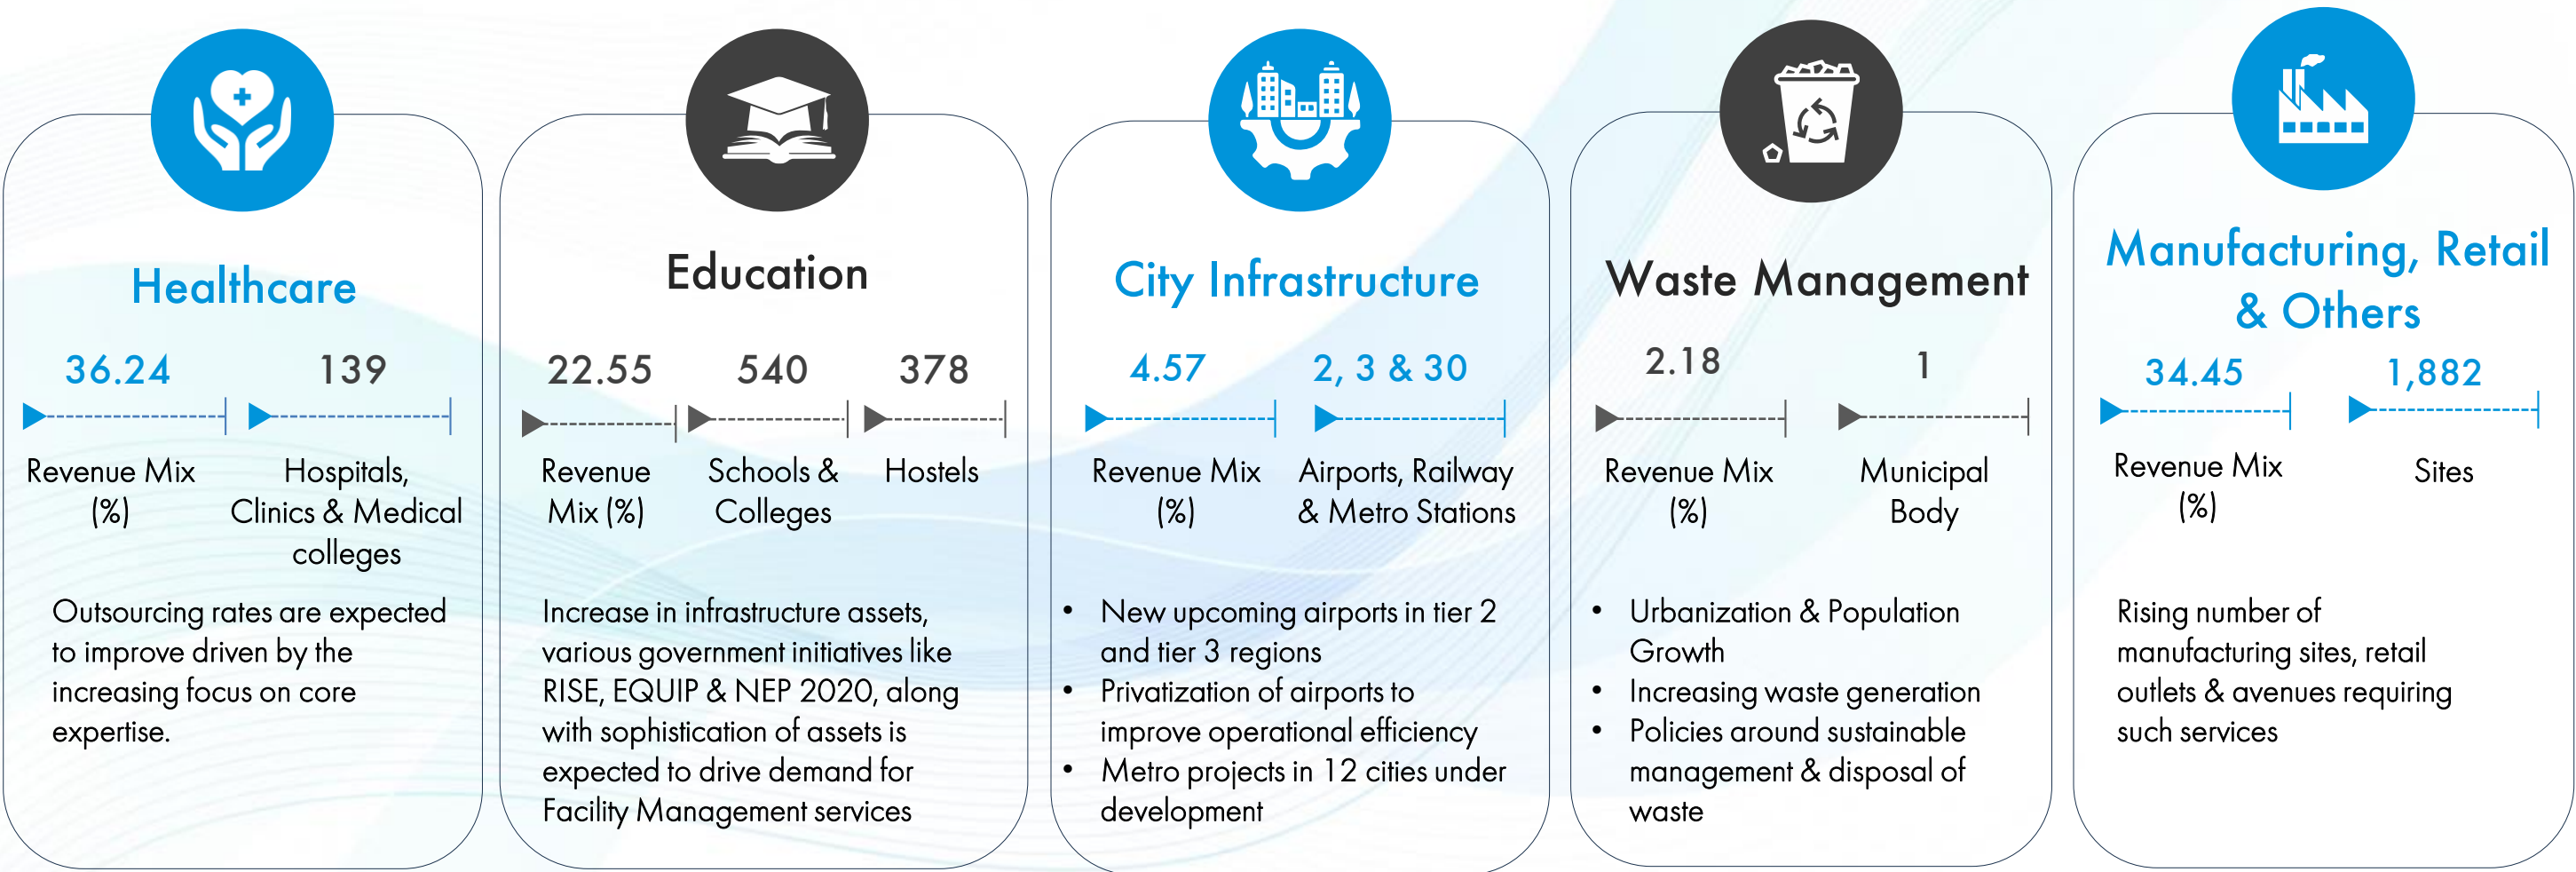 Healthcare
36.24
139
Revenue Mix
(%)
Hospitals,
Clinics & Medical
colleges
Outsourcing rates are expected
to improve driven by the
increasing focus on core
expertise.
Education
22.55
540
378
Revenue
Mix (%)
Schools &
Colleges
Hostels
Increase in infrastructure assets,
various government initiatives like
RISE, EQUIP & NEP 2020, along
with sophistication of assets is
expected to drive demand for
Facility Management services
City Infrastructure
4.57
2, 3 & 30
Revenue Mix
(%)
Airports, Railway
& Metro Stations
• New upcoming airports in tier 2
and tier 3 regions
• Privatization of airports to
improve operational efficiency
• Metro projects in 12 cities under
development
Waste Management
2.18
1
Revenue Mix
(%)
Municipal
Body
• Urbanization & Population
Growth
• Increasing waste generation
• Policies around sustainable
management & disposal of
waste
Manufacturing, Retail
& Others
34.45
1,882
Revenue Mix
(%)
Sites
Rising number of
manufacturing sites, retail
outlets & avenues requiring
such services